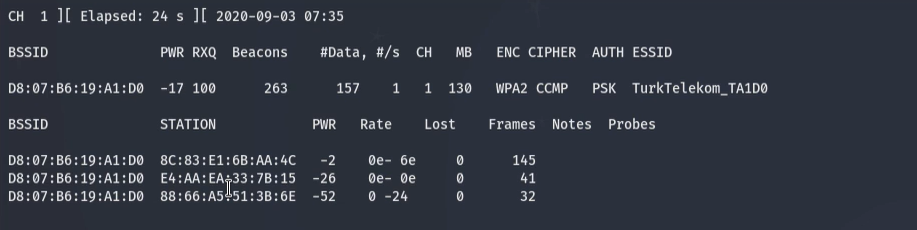 CH  1 ][ Elapsed: 24 s ][ 2020-09-03 07:35
BSSID              PWR RXQ  Beacons    #Data, #/s  CH   MB   ENC CIPHER  AUTH ESSID
D8:07:B6:19:A1:D0  -17 100      263      157    1   1  130   WPA2 CCMP   PSK  TurkTelekom_TA1D0
BSSID              STATION            PWR   Rate    Lost    Frames  Notes  Probes
D8:07:B6:19:A1:D0  8C:83:E1:6B:AA:4C   -2    0e- 6e     0      145
D8:07:B6:19:A1:D0  E4:AA:EA:33:7B:15  -26    0e- 0e     0       41
D8:07:B6:19:A1:D0  88:66:A5:51:3B:6E  -52    0 -24      0       32